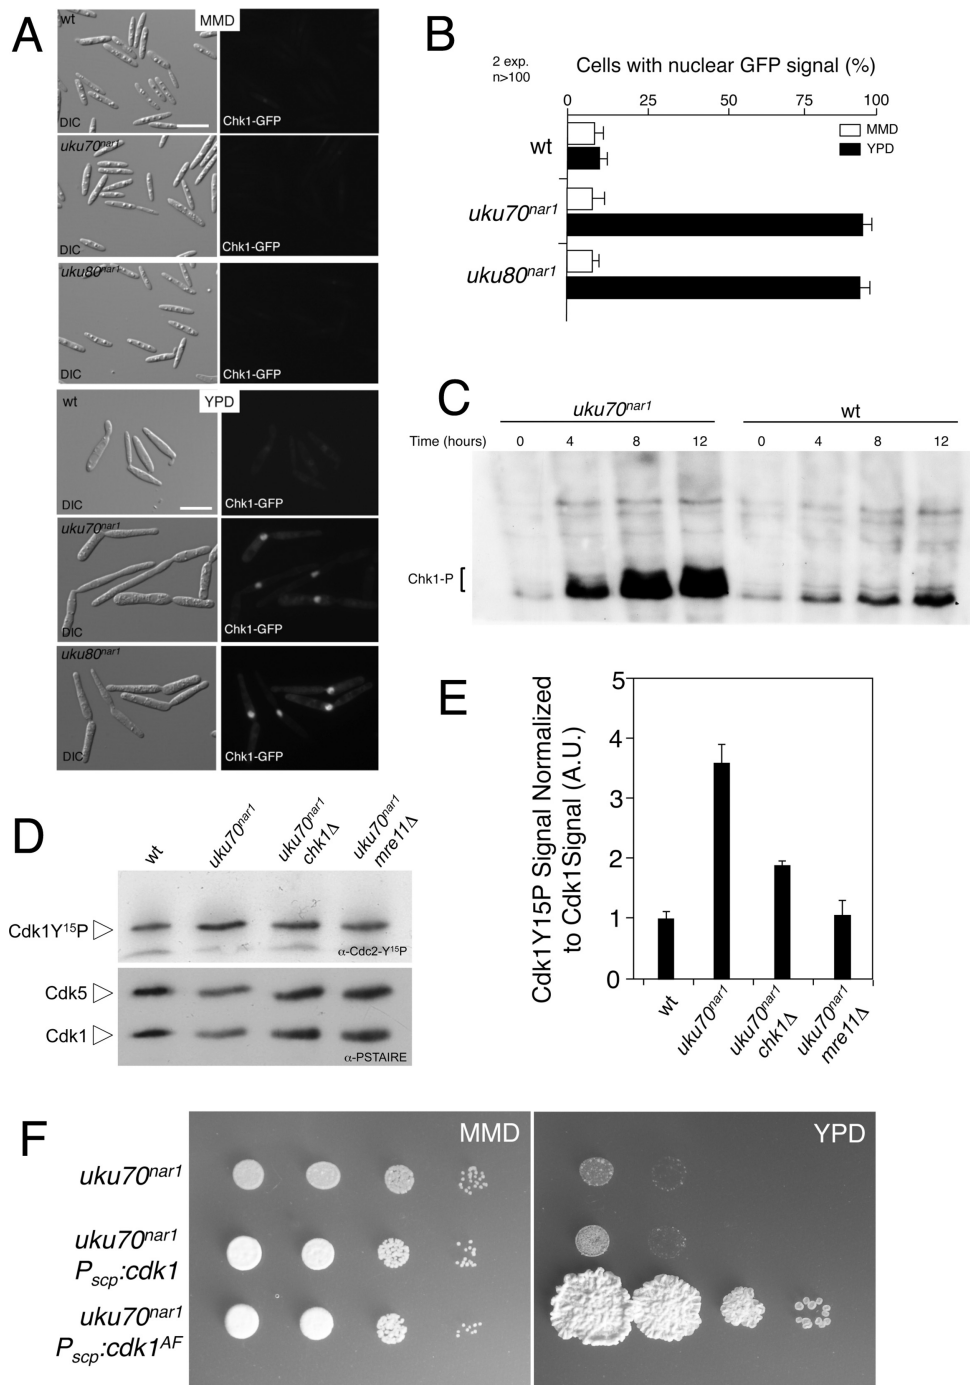 A
wt
MMD
DIC
Chk1-GFP
uku70nar1
DIC
Chk1-GFP
uku80nar1
DIC
Chk1-GFP
wt
YPD
DIC
Chk1-GFP
uku70nar1
DIC
Chk1-GFP
uku80nar1
DIC
Chk1-GFP
B
2 exp.
n>100
Cells with nuclear GFP signal (%)
0 25 50 75 100
MMD
YPD
wt
uku70nar1
uku80nar1
C
uku70nar1 wt
Time (hours) 0 4 8 12 0 4 8 12
Chk1-P
D
wt
uku70nar1
uku70nar1 chk1Δ
uku70nar1 mre11Δ
Cdk1Y15P
α-Cdc2-Y15P
Cdk5
Cdk1
α-PSTAIRE
E
Cdk1Y15P Signal Normalized
to Cdk1Signal (A.U.)
5
4
3
2
1
0
wt
uku70nar1
uku70nar1 chk1Δ
uku70nar1 mre11Δ
F
MMD
YPD
uku70nar1
uku70nar1
Pscp:cdk1
uku70nar1
Pscp:cdk1AF